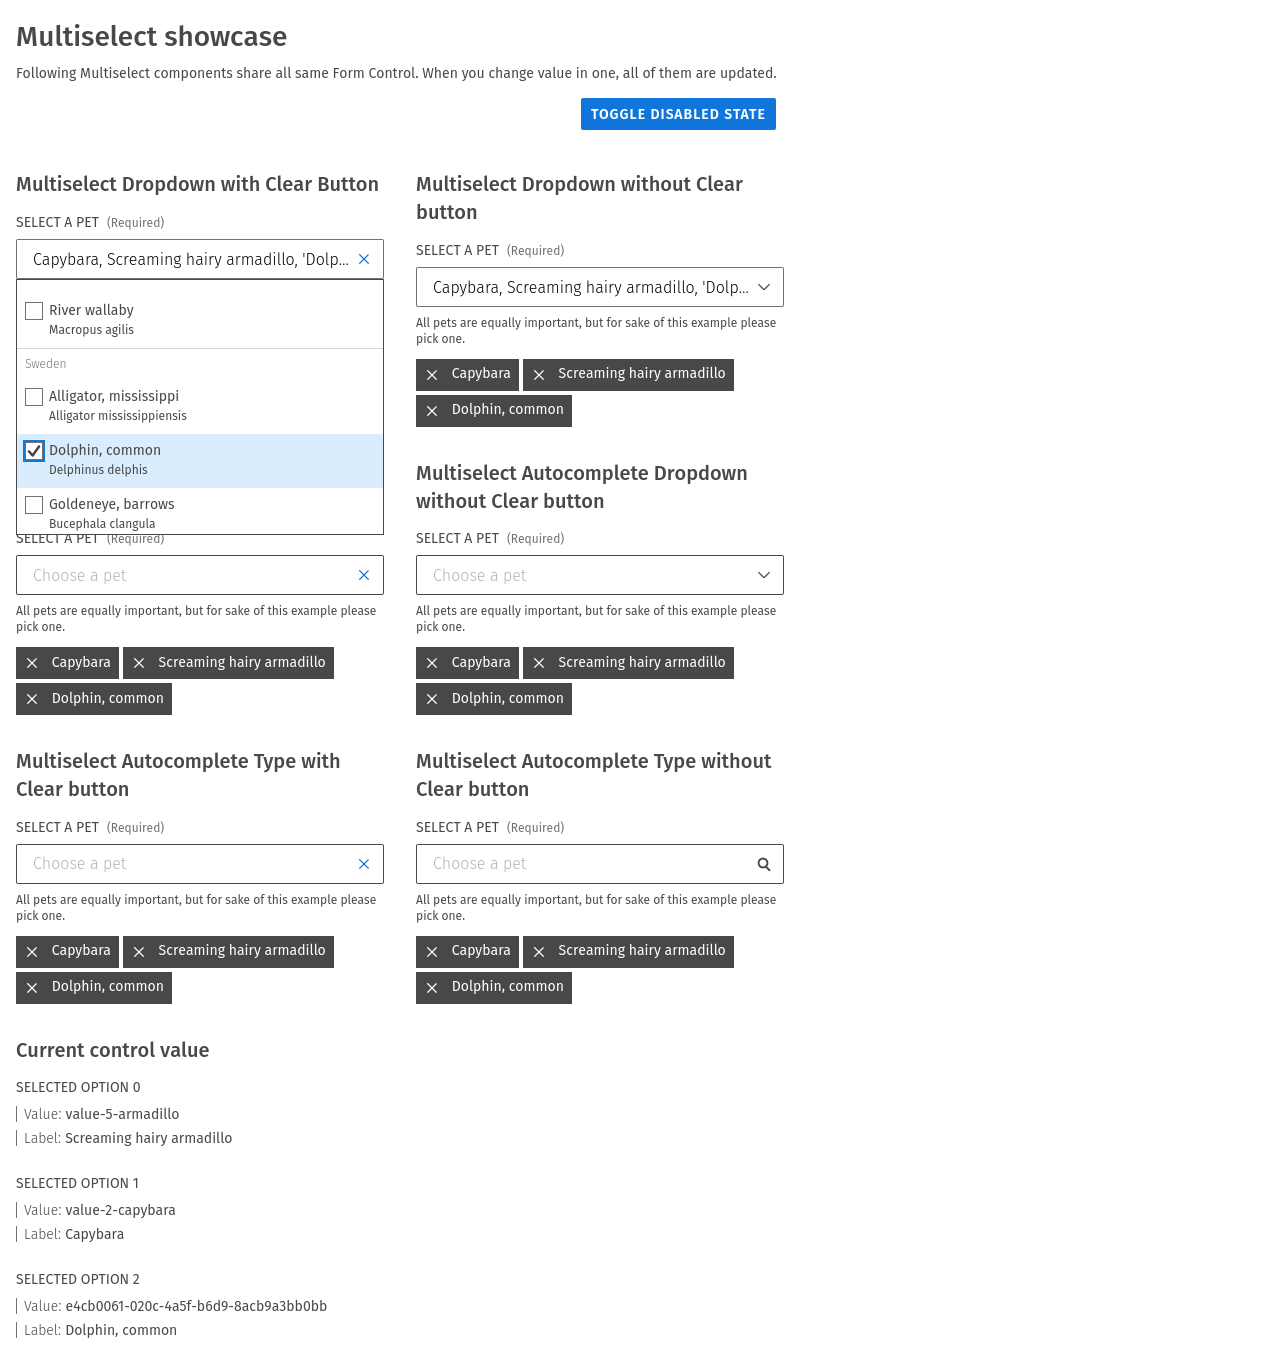 Multiselect showcase
Following Multiselect components share all same Form Control. When you change value in one, all of them are updated.
TOGGLE DISABLED STATE
Multiselect Dropdown with Clear Button
SELECT A PET (Required)
Capybara, Screaming hairy armadillo, 'Dolp...
River wallaby
Macropus agilis
Sweden
Alligator, mississippi
Alligator mississippiensis
Dolphin, common
Delphinus delphis
Goldeneye, barrows
Bucephala clangula
Multiselect Dropdown without Clear
button
SELECT A PET (Required)
Capybara, Screaming hairy armadillo, 'Dolp...
All pets are equally important, but for sake of this example please
pick one.
Capybara
Screaming hairy armadillo
Dolphin, common
SELECT A PET (Required)
Choose a pet
All pets are equally important, but for sake of this example please
pick one.
Capybara
Screaming hairy armadillo
Dolphin, common
Multiselect Autocomplete Dropdown
without Clear button
SELECT A PET (Required)
Choose a pet
All pets are equally important, but for sake of this example please
pick one.
Capybara
Screaming hairy armadillo
Dolphin, common
Multiselect Autocomplete Type with
Clear button
SELECT A PET (Required)
Choose a pet
All pets are equally important, but for sake of this example please
pick one.
Capybara
Screaming hairy armadillo
Dolphin, common
Multiselect Autocomplete Type without
Clear button
SELECT A PET (Required)
Choose a pet
All pets are equally important, but for sake of this example please
pick one.
Capybara
Screaming hairy armadillo
Dolphin, common
Current control value
SELECTED OPTION 0
Value: value-5-armadillo
Label: Screaming hairy armadillo
SELECTED OPTION 1
Value: value-2-capybara
Label: Capybara
SELECTED OPTION 2
Value: e4cb0061-020c-4a5f-b6d9-8acb9a3bb0bb
Label: Dolphin, common